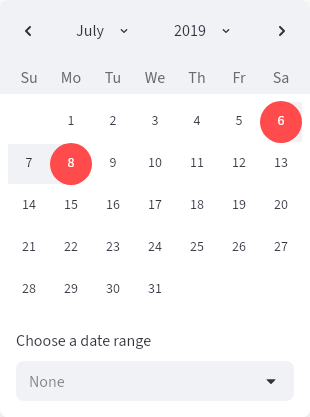 July 2019
Su Mo Tu We Th Fr Sa
1 2 3 4 5 6
7 8 9 10 11 12 13
14 15 16 17 18 19 20
21 22 23 24 25 26 27
28 29 30 31
Choose a date range
None